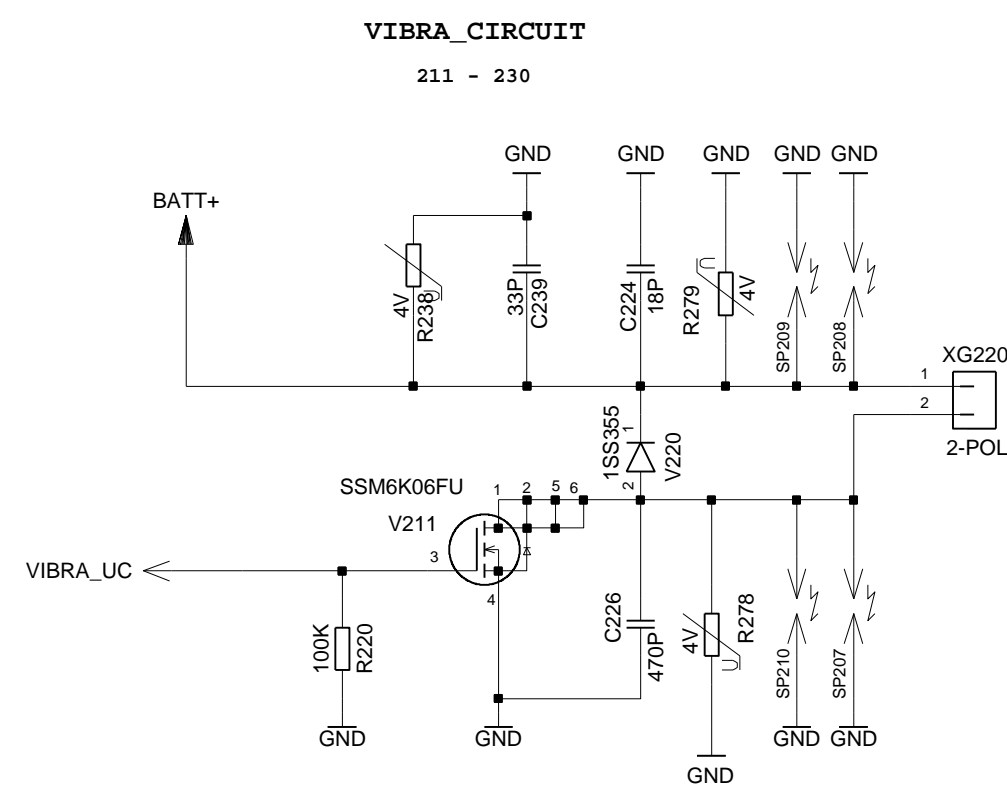 VIBRA_CIRCUIT
211 - 230
GND
GND
GND
GND
GND
BATT+
4V
R238
33P
C239
C224
18P
R279
4V
SP209
SP208
XG220
1
2
2-POL
1SS355
1
2
V220
SSM6K06FU
1
2
5
6
V211
3
4
VIBRA_UC
100K
R220
C226
470P
4V
R278
SP210
SP207
GND
GND
GND
GND
GND